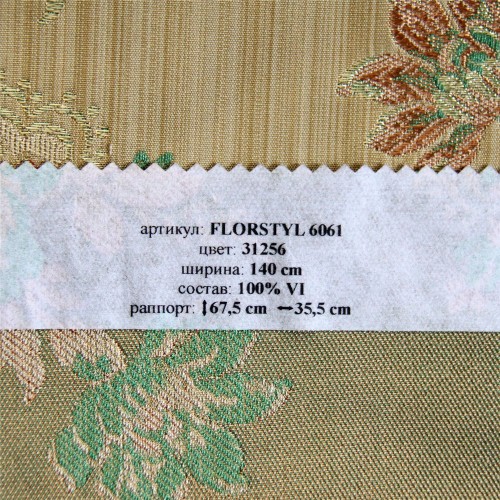 артикул: FLORSTYL 6061
цвет: 31256
ширина: 140 cm
состав: 100% VI
раппорт: ↕67,5 cm ↔35,5 cm